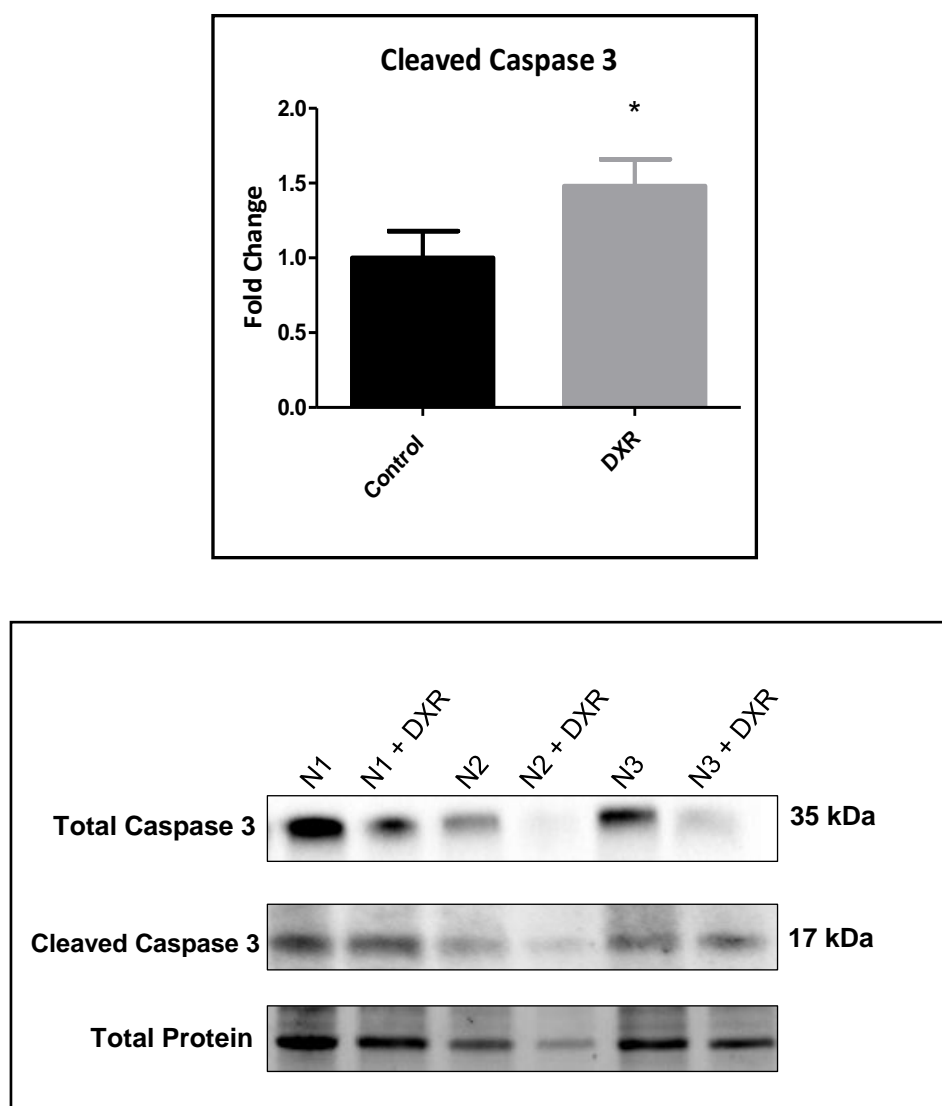 Cleaved Caspase 3
*
2.0
1.5
1.0
0.5
0.0
Fold Change
Control
DXR
N1
N1 + DXR
N2
N2 + DXR
N3
N3 + DXR
Total Caspase 3
35 kDa
Cleaved Caspase 3
17 kDa
Total Protein